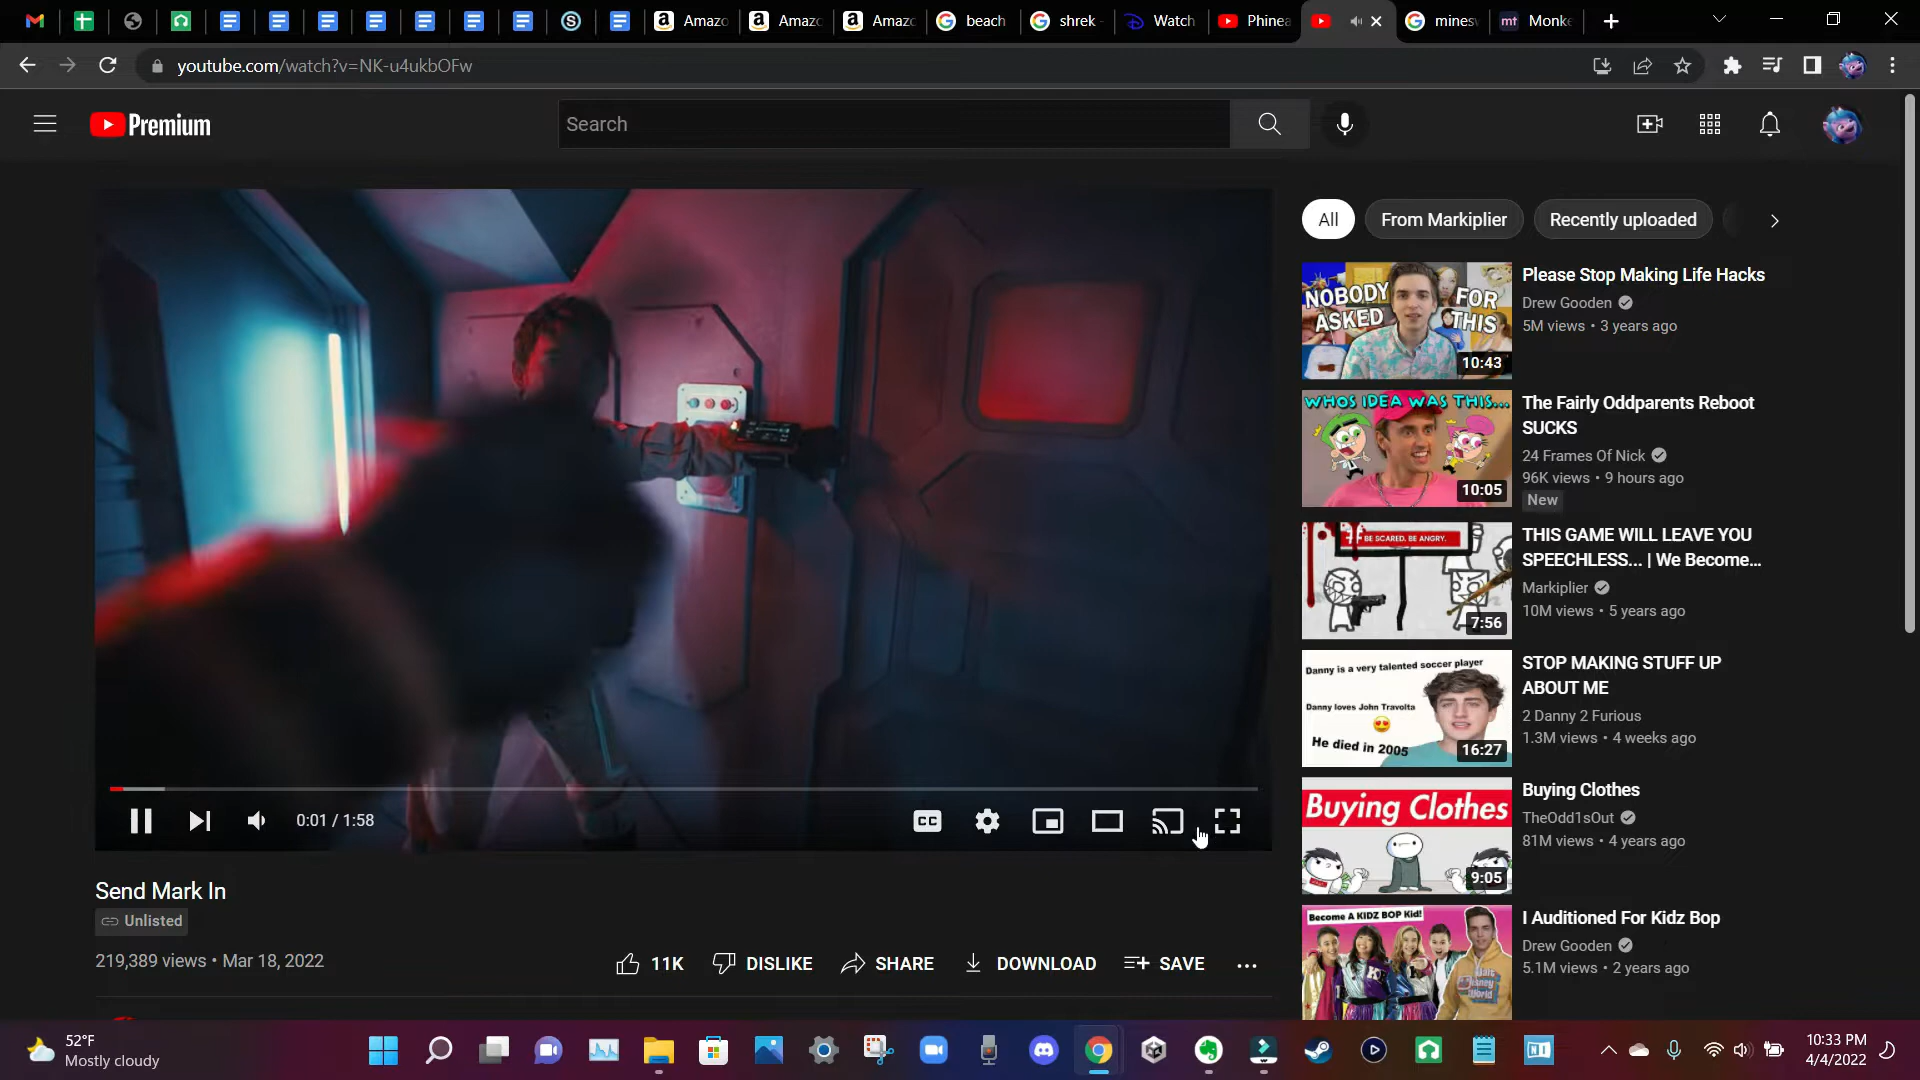 Amazo
Amazo
Amazo
beach
shrek
Watch
Phinea
minesw
mt
Monke
youtube.com/watch?v=NK-u4ukbOFw
Premium
Search
All
From Markiplier
Recently uploaded
NOBODY ASKED FOR THIS
10:43
Please Stop Making Life Hacks
Drew Gooden
5M views • 3 years ago
WHOS IDEA WAS THIS...
10:05
The Fairly Oddparents Reboot
SUCKS
24 Frames Of Nick
96K views • 9 hours ago
New
BE SCARED. BE ANGRY.
7:56
THIS GAME WILL LEAVE YOU
SPEECHLESS... | We Become...
Markiplier
10M views • 5 years ago
Danny is a very talented soccer player
Danny loves John Travolta
He died in 2005
16:27
STOP MAKING STUFF UP
ABOUT ME
2 Danny 2 Furious
1.3M views • 4 weeks ago
Buying Clothes
9:05
Buying Clothes
TheOdd1sOut
81M views • 4 years ago
Become A KIDZ BOP Kid!
I Auditioned For Kidz Bop
Drew Gooden
5.1M views • 2 years ago
0:01 / 1:58
CC
Send Mark In
Unlisted
219,389 views • Mar 18, 2022
11K
DISLIKE
SHARE
DOWNLOAD
SAVE
52°F
Mostly cloudy
10:33 PM
4/4/2022